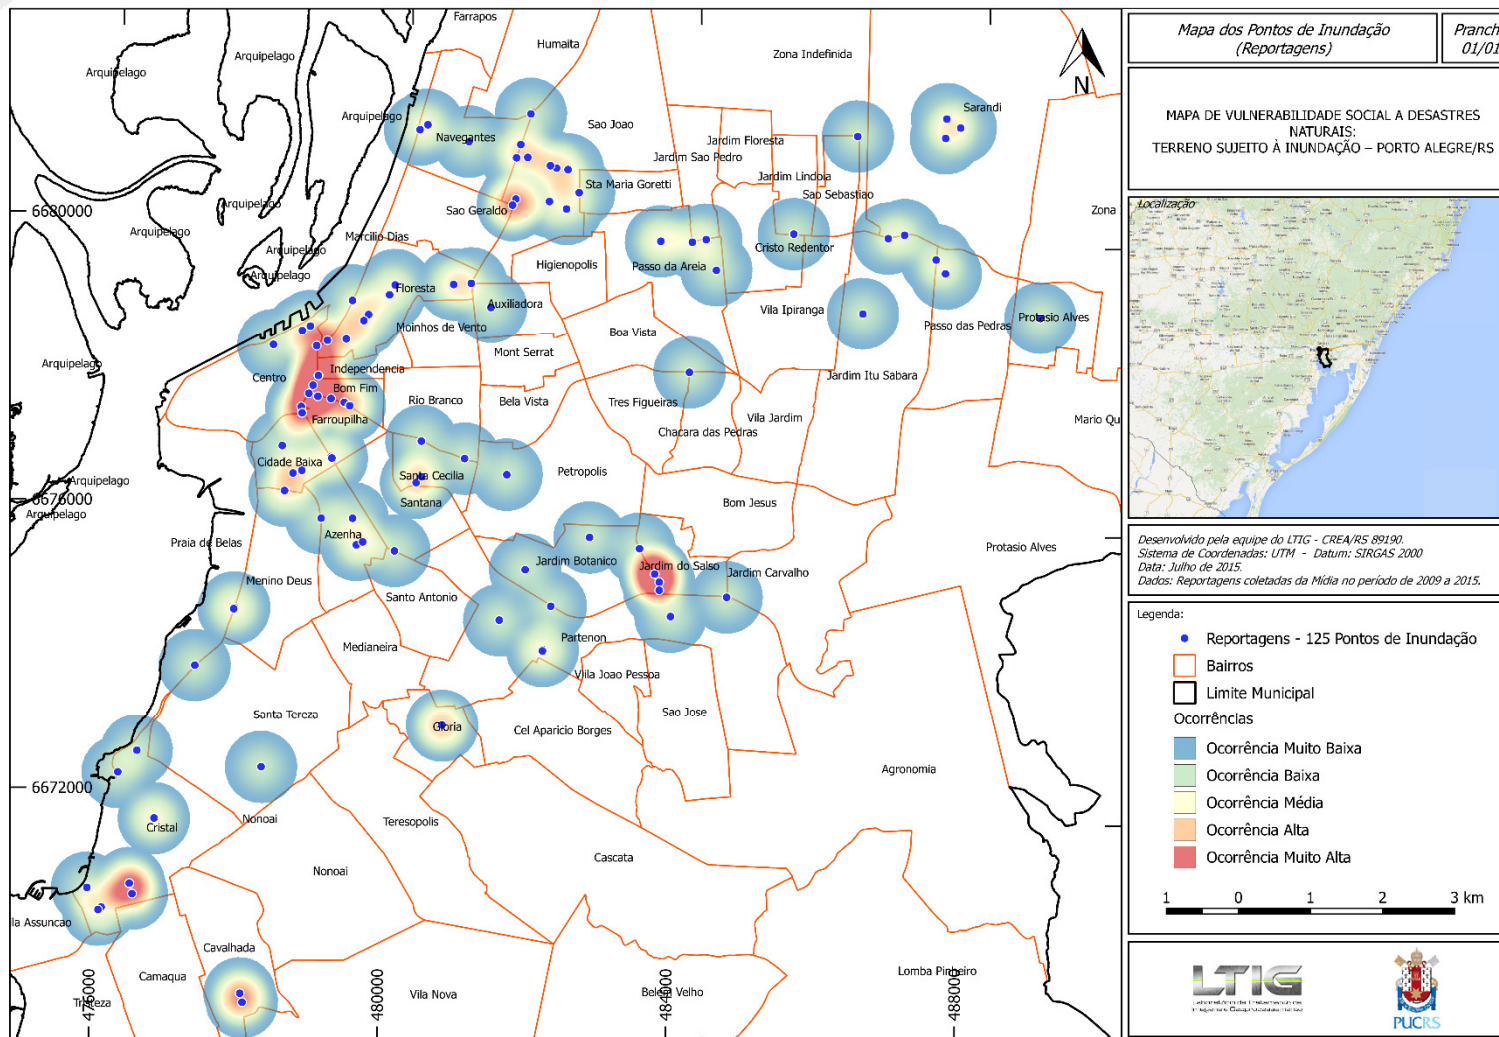 Farrapos
Humaita
Zona Indefinida
Arquipelago
Arquipelago
Arquipelago
Navegantes
Sao Joao
Sarandi
Jardim Floresta
Jardim Sao Pedro
Jardim Lindoia
Sao Sebastiao
Sta Maria Goretti
Arquipelago
Sao Geraldo
Zona
6680000
Arquipelago
Marcilio Dias
Arquipelago
Cristo Redentor
Higienopolis
Passo da Areia
Arquipelago
Floresta
Auxiliadora
Vila Ipiranga
Protasio Alves
Moinhos de Vento
Boa Vista
Passo das Pedras
Mont Serrat
Arquipelago
Independencia
Centro
Bom Fim
Jardim Itu Sabara
Rio Branco
Bela Vista
Tres Figueiras
Farroupilha
Vila Jardim
Mario Qu
Chacara das Pedras
Cidade Baixa
Santa Cecilia
Petropolis
Arquipelago
6676000
Santana
Bom Jesus
Arquipelago
Azenha
Praia de Belas
Protasio Alves
Jardim Botanico
Jardim do Salso
Jardim Carvalho
Menino Deus
Santo Antonio
Partenon
Medianeira
Vila Joao Pessoa
Santa Tereza
Sao Jose
Gloria
Cel Aparicio Borges
Agronomia
6672000
Nonoai
Teresopolis
Cristal
Cascata
Nonoai
la Assuncao
Cavalhada
Camaqua
Lomba Pinheiro
Tristeza
Vila Nova
Belem Velho
476000
480000
484000
488000
N
Mapa dos Pontos de Inundação
(Reportagens)
Pranch
01/01
MAPA DE VULNERABILIDADE SOCIAL A DESASTRES
NATURAIS:
TERRENO SUJEITO À INUNDAÇÃO – PORTO ALEGRE/RS
Localização
Desenvolvido pela equipe do LTIG - CREA/RS 89190.
Sistema de Coordenadas: UTM - Datum: SIRGAS 2000
Data: Julho de 2015.
Dados: Reportagens coletadas da Mídia no período de 2009 a 2015.
Legenda:
Reportagens - 125 Pontos de Inundação
Bairros
Limite Municipal
Ocorrências
Ocorrência Muito Baixa
Ocorrência Baixa
Ocorrência Média
Ocorrência Alta
Ocorrência Muito Alta
1 0 1 2 3 km
LTIG
Laboratório de Tratamento de
Imagens e Geoprocessamento
PUCRS